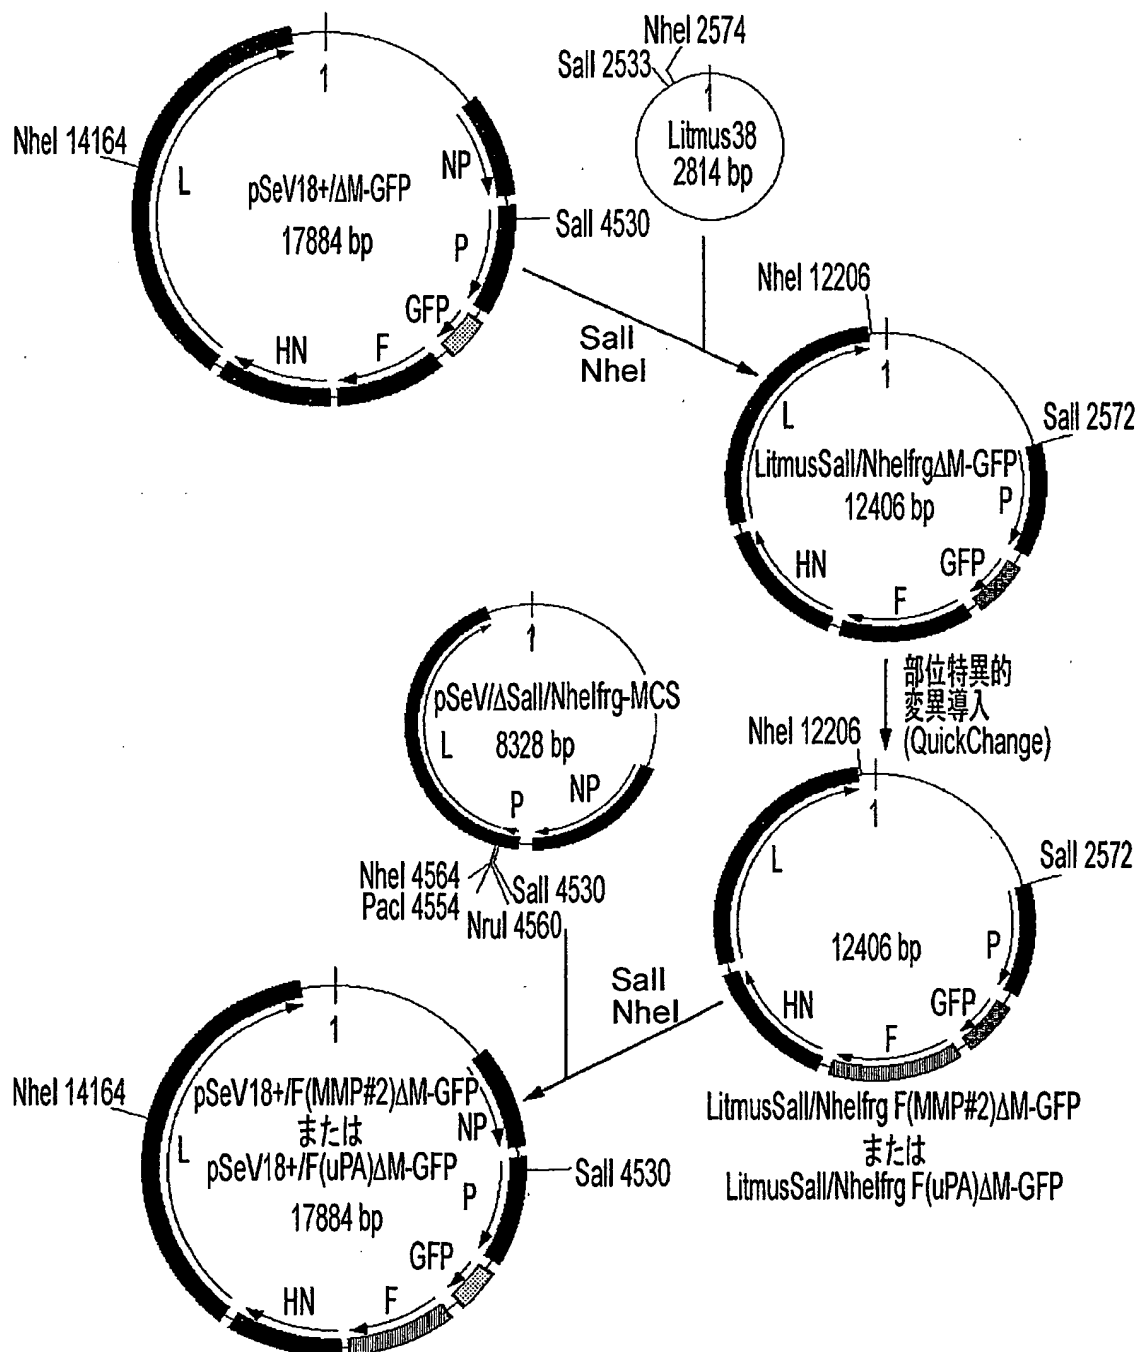 NheI 14164
1
L
NP
pSeV18+/ΔM-GFP
17884 bp
SalI 4530
P
GFP
F
HN
NheI 2574
SalI 2533
1
Litmus38
2814 bp
SalI
NheI
NheI 12206
1
SalI 2572
L
LitmusSalI/NheIfrgΔM-GFP
12406 bp
P
GFP
F
HN
部位特異的
変異導入
(QuickChange)
1
pSeV/ΔSalI/NheIfrg-MCS
8328 bp
L
P
NP
NheI 4564
PacI 4554
SalI 4530
NruI 4560
NheI 12206
1
SalI 2572
L
12406 bp
P
GFP
F
HN
LitmusSalI/NheIfrg F(MMP#2)ΔM-GFP
または
LitmusSalI/NheIfrg F(uPA)ΔM-GFP
SalI
NheI
NheI 14164
1
L
pSeV18+/F(MMP#2)ΔM-GFP
または
pSeV18+/F(uPA)ΔM-GFP
17884 bp
NP
SalI 4530
P
GFP
F
HN